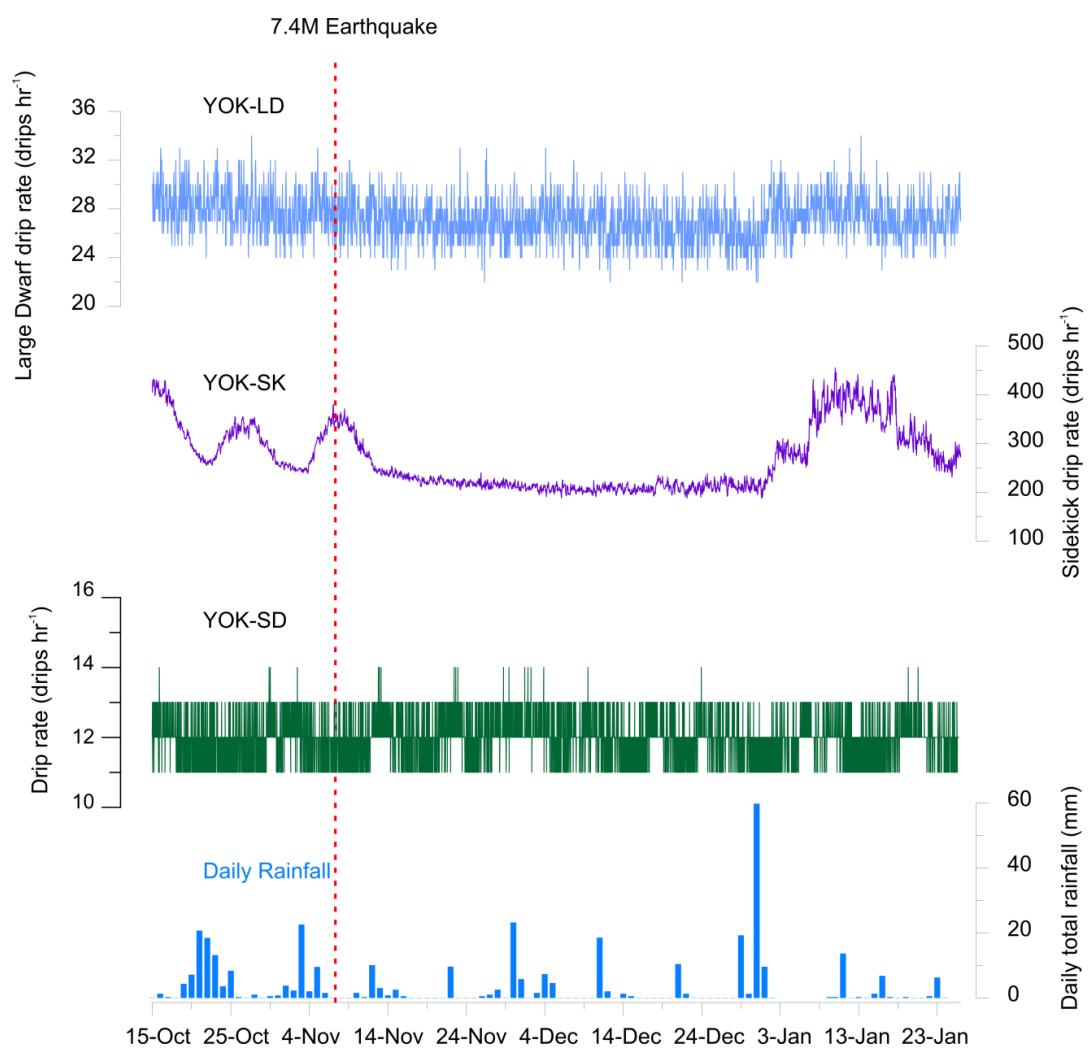 7.4M Earthquake
YOK-LD
36
32
28
24
20
Large Dwarf drip rate (drips hr⁻¹)
YOK-SK
500
400
300
200
100
Sidekick drip rate (drips hr⁻¹)
YOK-SD
16
14
12
10
Drip rate (drips hr⁻¹)
Daily Rainfall
60
40
20
0
Daily total rainfall (mm)
15-Oct 25-Oct 4-Nov 14-Nov 24-Nov 4-Dec 14-Dec 24-Dec 3-Jan 13-Jan 23-Jan